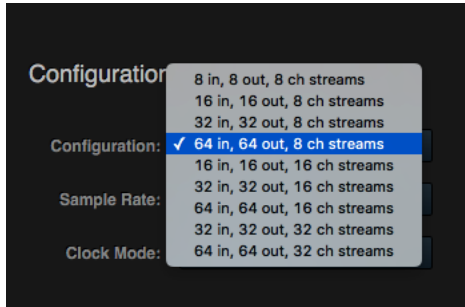 Configuration
8 in, 8 out, 8 ch streams
16 in, 16 out, 8 ch streams
32 in, 32 out, 8 ch streams
Configuration: ✓ 64 in, 64 out, 8 ch streams
16 in, 16 out, 16 ch streams
32 in, 32 out, 16 ch streams
Sample Rate:
64 in, 64 out, 16 ch streams
32 in, 32 out, 32 ch streams
Clock Mode: 64 in, 64 out, 32 ch streams